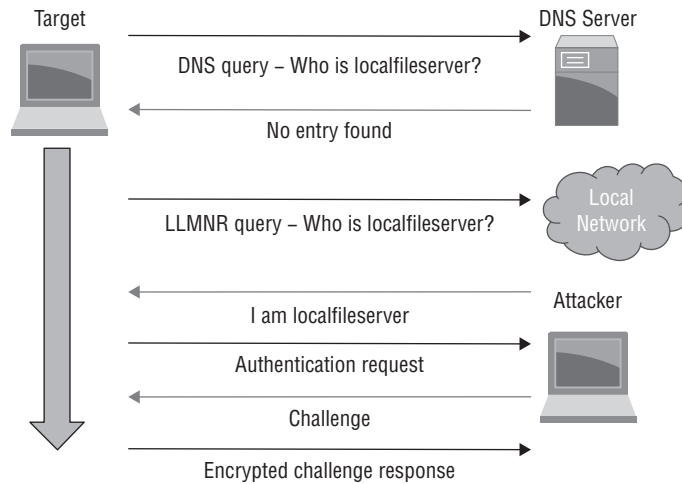 Target
DNS Server
DNS query – Who is localfileserver?
No entry found
LLMNR query – Who is localfileserver?
Local
Network
I am localfileserver
Attacker
Authentication request
Challenge
Encrypted challenge response